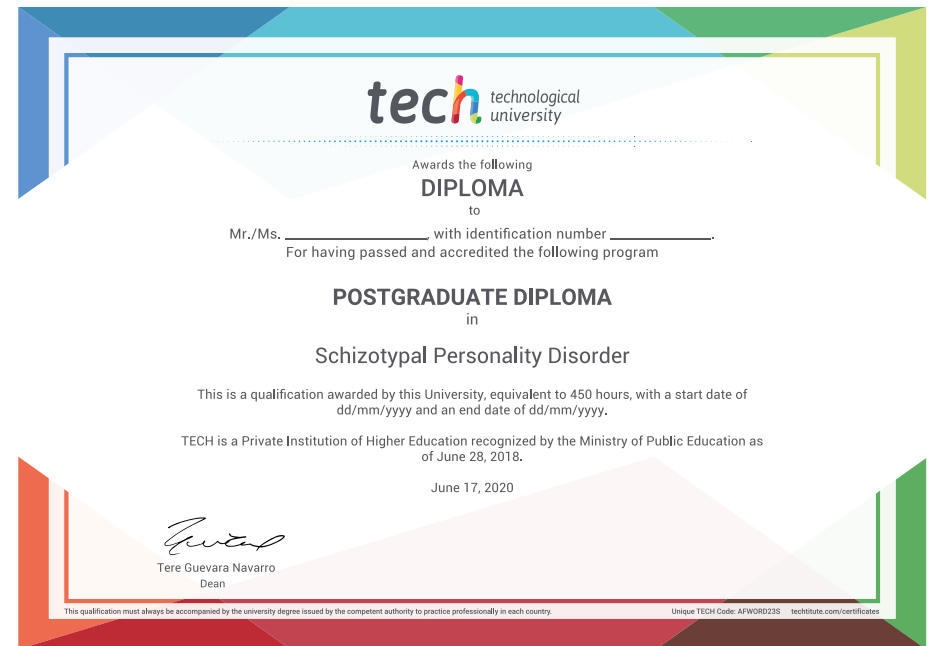 tech technological
university
Awards the following
DIPLOMA
to
Mr./Ms. ____________________, with identification number ______________.
For having passed and accredited the following program
POSTGRADUATE DIPLOMA
in
Schizotypal Personality Disorder
This is a qualification awarded by this University, equivalent to 450 hours, with a start date of
dd/mm/yyyy and an end date of dd/mm/yyyy.
TECH is a Private Institution of Higher Education recognized by the Ministry of Public Education as
of June 28, 2018.
June 17, 2020
Tere Guevara Navarro
Dean
This qualification must always be accompanied by the university degree issued by the competent authority to practice professionally in each country.
Unique TECH Code: AFWORD23S techtitute.com/certificates